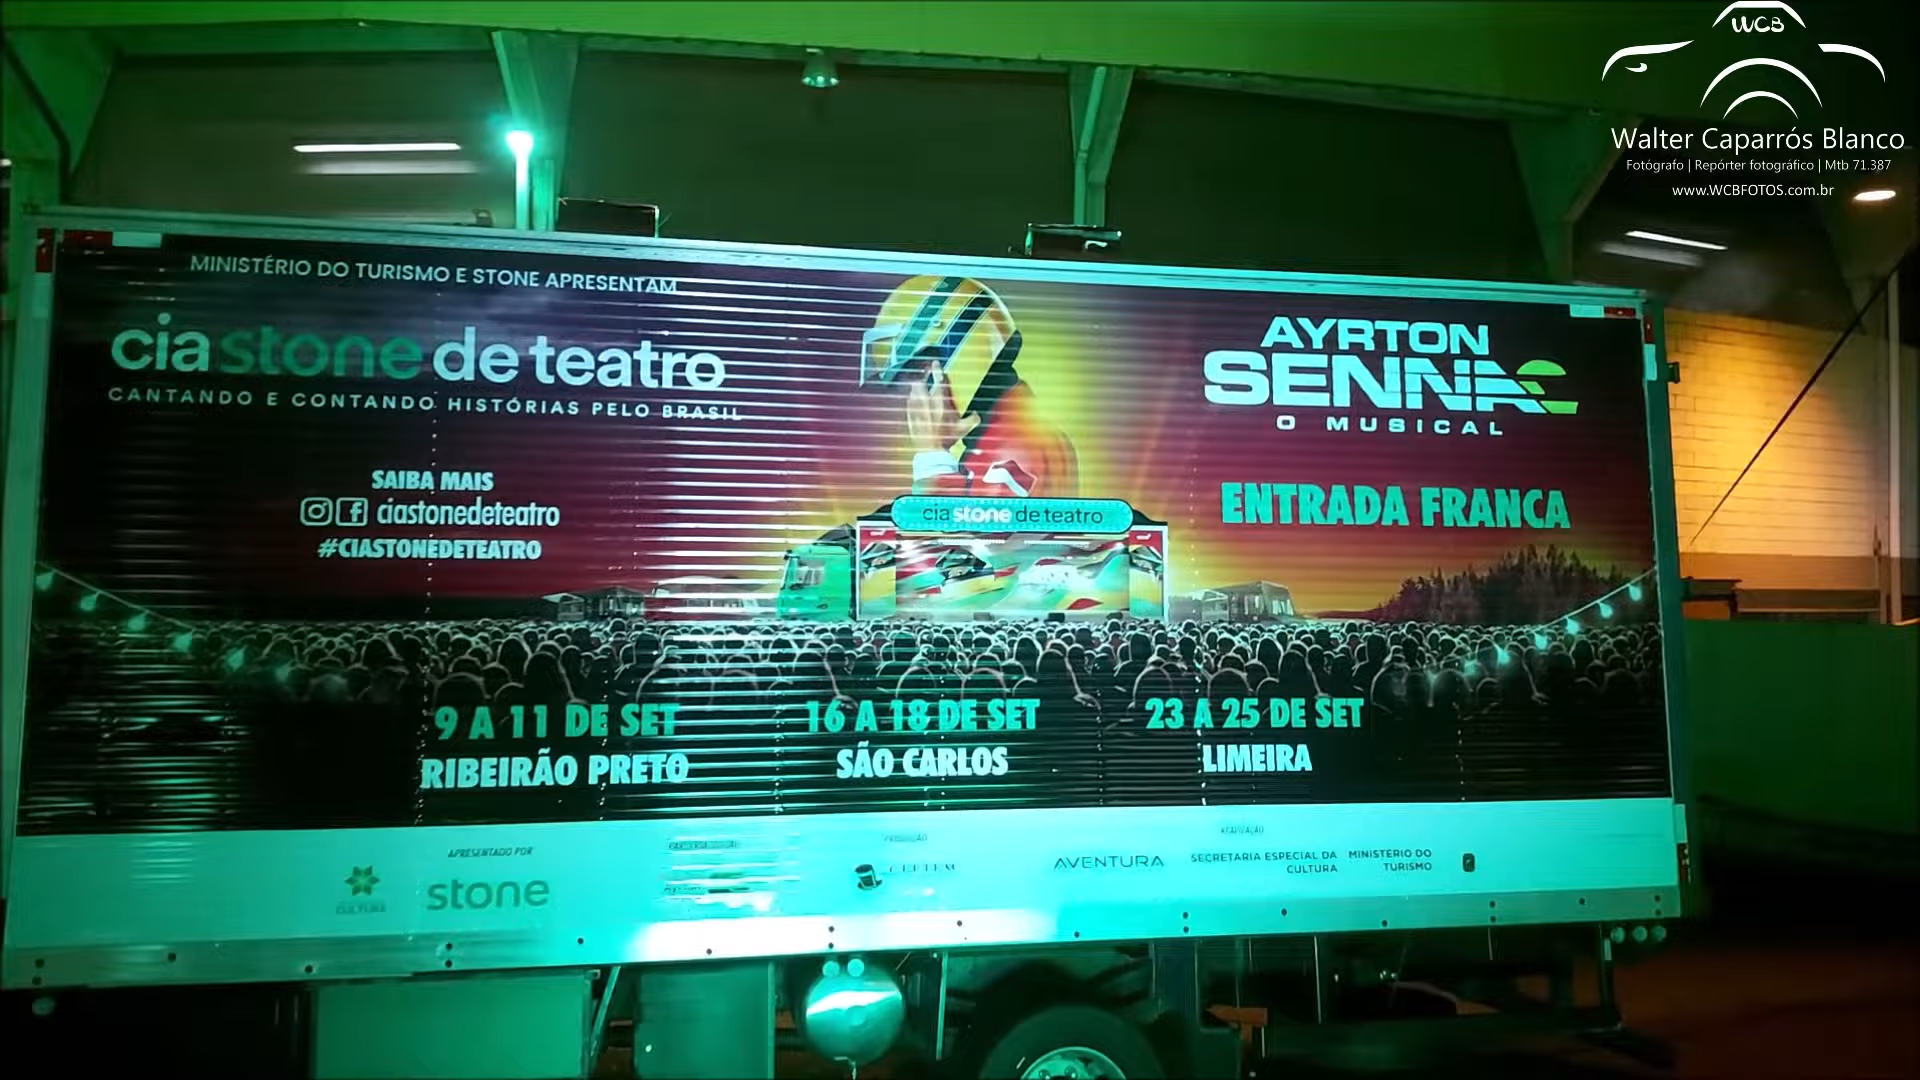 WCB
Walter Caparrós Blanco
Fotógrafo | Repórter fotográfico | Mtb 71.387
www.WCBFOTOS.com.br
MINISTÉRIO DO TURISMO E STONE APRESENTAM
cia stone de teatro
CANTANDO E CONTANDO HISTÓRIAS PELO BRASIL
SAIBA MAIS
ciastonedeteatro
#CIASTONEDETEATRO
AYRTON
SENNA
O MUSICAL
ENTRADA FRANCA
cia stone de teatro
9 A 11 DE SET
RIBEIRÃO PRETO
16 A 18 DE SET
SÃO CARLOS
23 A 25 DE SET
LIMEIRA
APRESENTADO POR
CULTURA
stone
PRODUÇÃO
AVENTURA
REALIZAÇÃO
SECRETARIA ESPECIAL DA
CULTURA
MINISTÉRIO DO
TURISMO